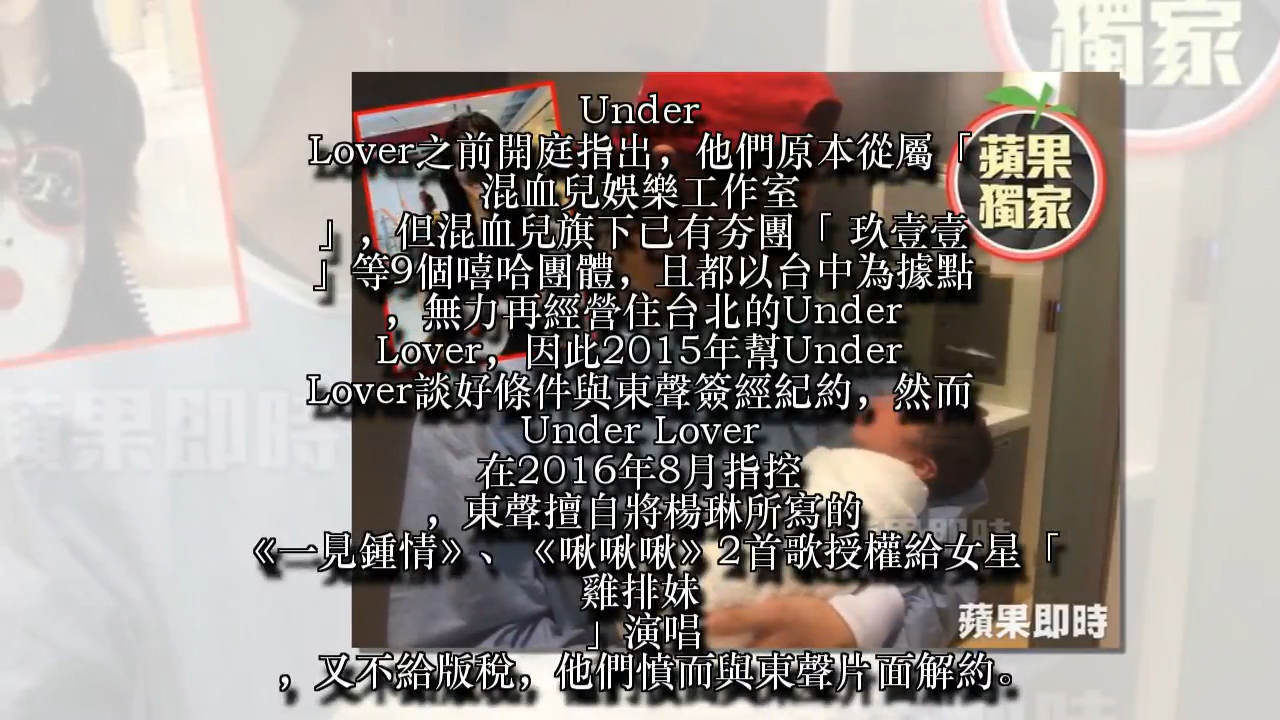 獨家
蘋果
獨家
Under
Lover之前開庭指出，他們原本從屬「
混血兒娛樂工作室
」，但混血兒旗下已有夯團「 玖壹壹
」等9個嘻哈團體，且都以台中為據點
，無力再經營住台北的Under
Lover，因此2015年幫Under
Lover談好條件與東聲簽經紀約，然而
Under Lover
在2016年8月指控
，東聲擅自將楊琳所寫的
《一見鍾情》、《啾啾啾》2首歌授權給女星「
雞排妹
」演唱
，又不給版稅，他們憤而與東聲片面解約。
蘋果即時
蘋果即時
蘋果即時